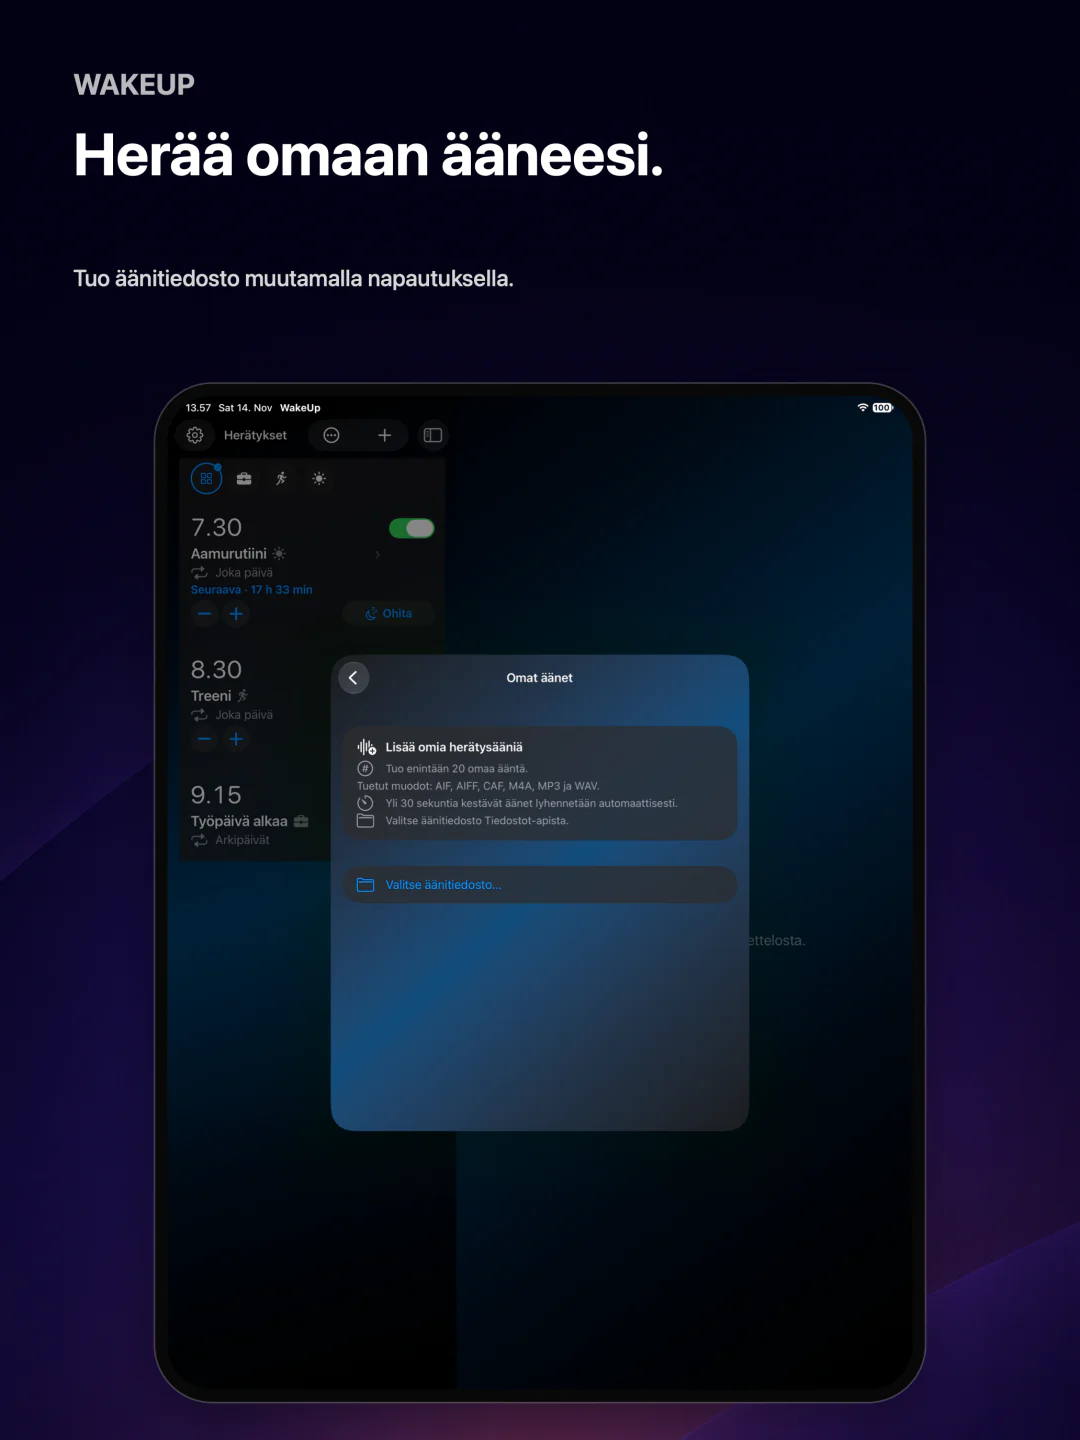 WAKEUP
Herää omaan ääneesi.
Tuo äänitiedosto muutamalla napautuksella.
13.57 Sat 14. Nov WakeUp
100
Herätykset
7.30
Aamurutiini
Joka päivä
Seuraava · 17 h 33 min
Ohita
8.30
Treeni
Joka päivä
9.15
Työpäivä alkaa
Arkipäivät
Omat äänet
Lisää omia herätysääniä
Tuo enintään 20 omaa ääntä.
Tuetut muodot: AIF, AIFF, CAF, M4A, MP3 ja WAV.
Yli 30 sekuntia kestävät äänet lyhennetään automaattisesti.
Valitse äänitiedosto Tiedostot-apista.
Valitse äänitiedosto...
ettelosta.